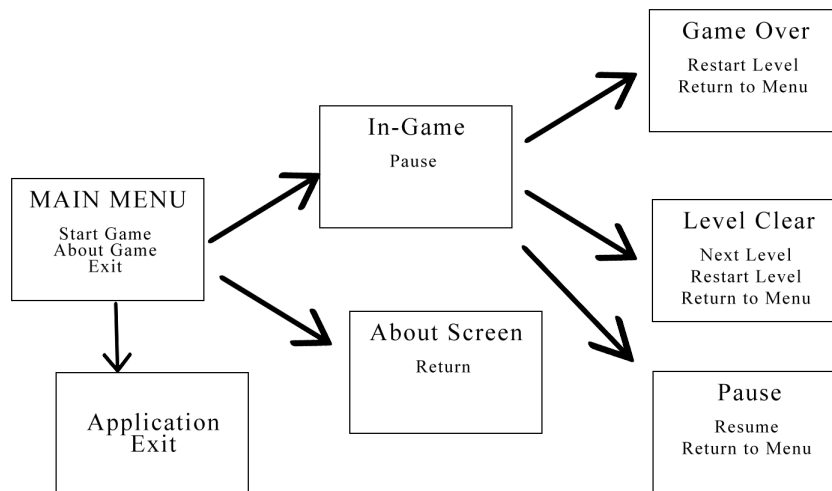 MAIN MENU
Start Game
About Game
Exit
Application
Exit
In-Game
Pause
About Screen
Return
Game Over
Restart Level
Return to Menu
Level Clear
Next Level
Restart Level
Return to Menu
Pause
Resume
Return to Menu